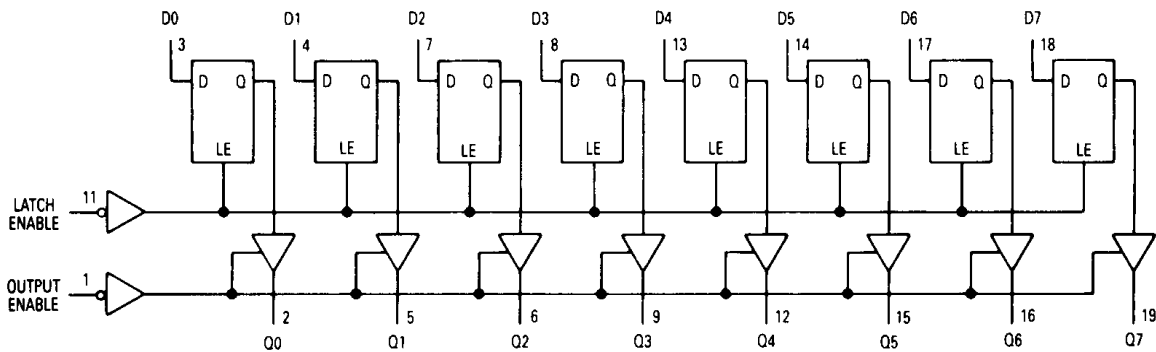 D0 D1 D2 D3 D4 D5 D6 D7
3 4 7 8 13 14 17 18
D Q D Q D Q D Q D Q D Q D Q D Q
LE LE LE LE LE LE LE LE
LATCH
ENABLE
11
OUTPUT
ENABLE
1
2 5 6 9 12 15 16 19
Q0 Q1 Q2 Q3 Q4 Q5 Q6 Q7